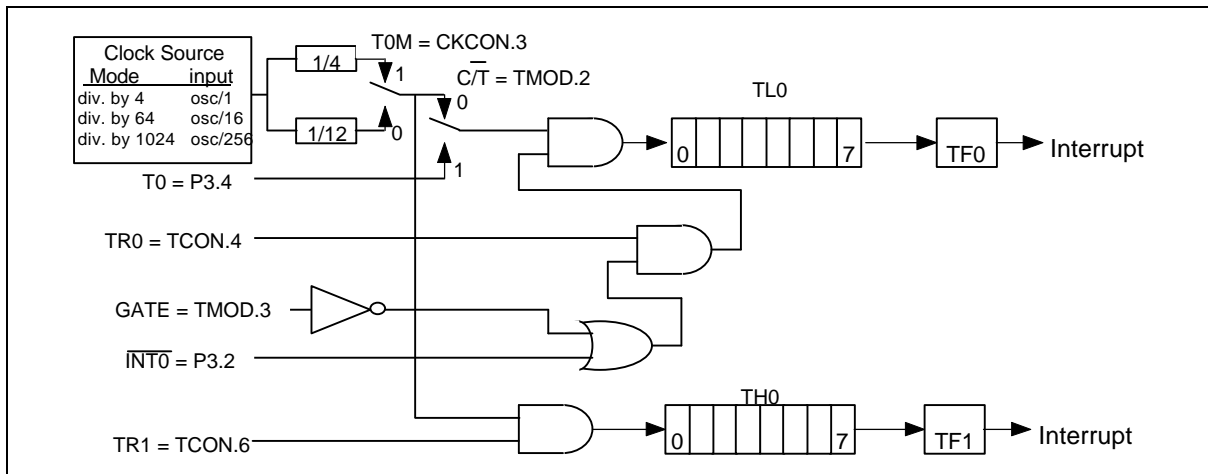 Clock Source
Mode input
div. by 4 osc/1
div. by 64 osc/16
div. by 1024 osc/256
1/4
1/12
T0M = CKCON.3
1
0
C/T̅ = TMOD.2
0
1
T0 = P3.4
TL0
0 7
TF0
Interrupt
TR0 = TCON.4
GATE = TMOD.3
I̅N̅T̅0̅ = P3.2
TH0
0 7
TF1
Interrupt
TR1 = TCON.6